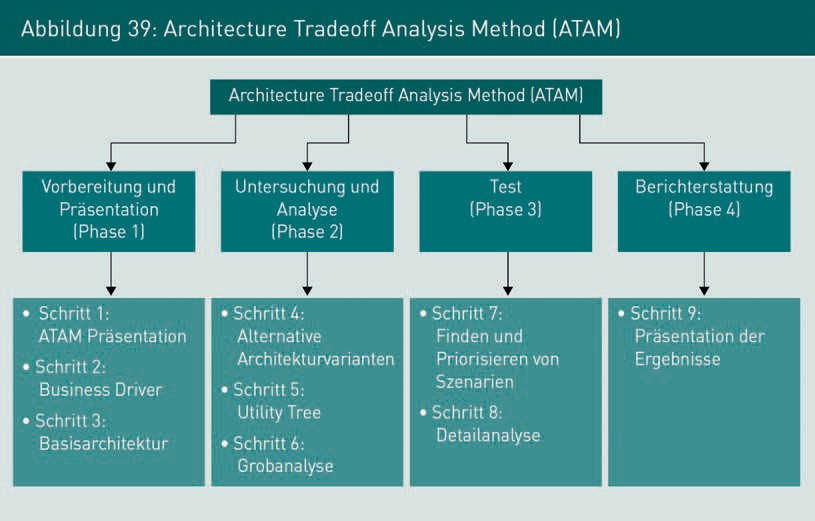 Abbildung 39: Architecture Tradeoff Analysis Method (ATAM)
Architecture Tradeoff Analysis Method (ATAM)
Vorbereitung und
Präsentation
(Phase 1)
Untersuchung und
Analyse
(Phase 2)
Test
(Phase 3)
Berichterstattung
(Phase 4)
• Schritt 1:
ATAM Präsentation
• Schritt 2:
Business Driver
• Schritt 3:
Basisarchitektur
• Schritt 4:
Alternative
Architekturvarianten
• Schritt 5:
Utility Tree
• Schritt 6:
Grobanalyse
• Schritt 7:
Finden und
Priorisieren von
Szenarien
• Schritt 8:
Detailanalyse
• Schritt 9:
Präsentation der
Ergebnisse